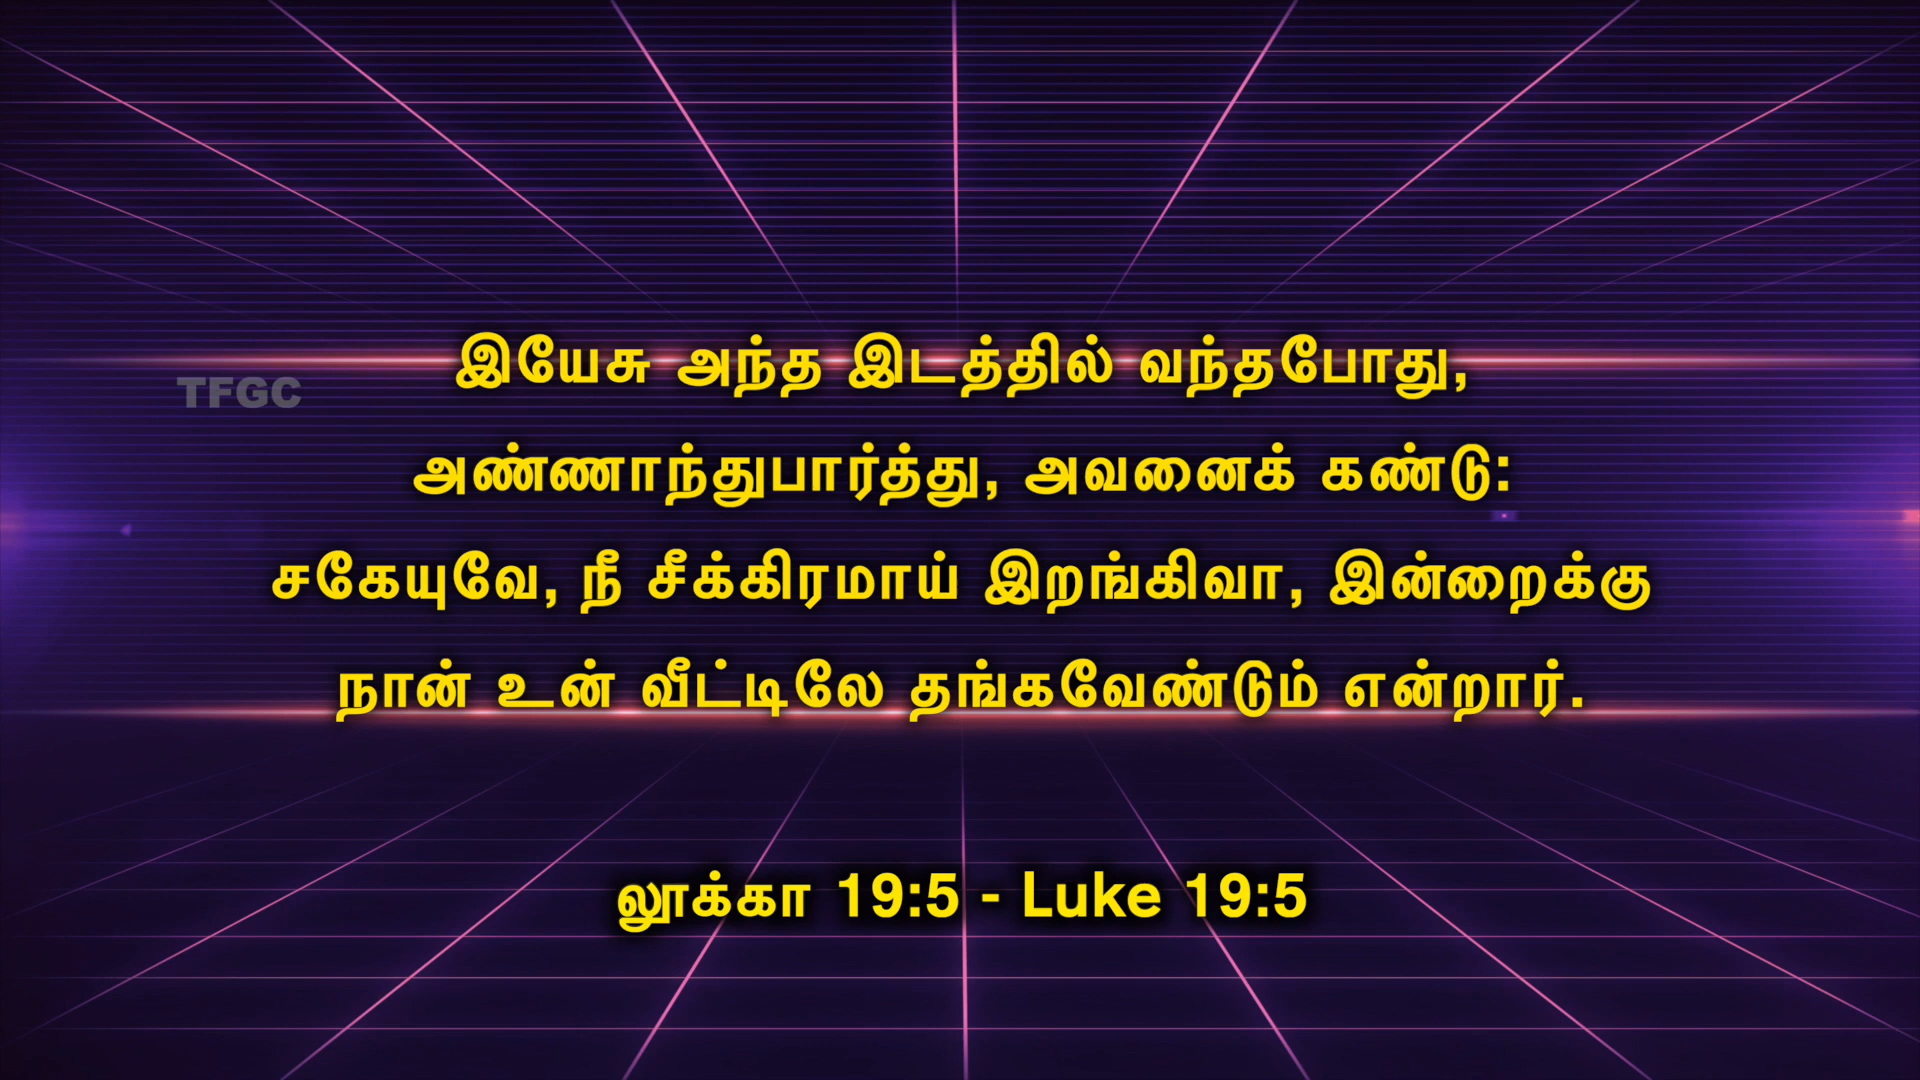 இயேசு அந்த இடத்தில் வந்தபோது,
TFGC
அண்ணாந்துபார்த்து, அவனைக் கண்டு:
சகேயுவே, நீ சீக்கிரமாய் இறங்கிவா, இன்றைக்கு
நான் உன் வீட்டிலே தங்கவேண்டும் என்றார்.
லூக்கா 19:5 - Luke 19:5